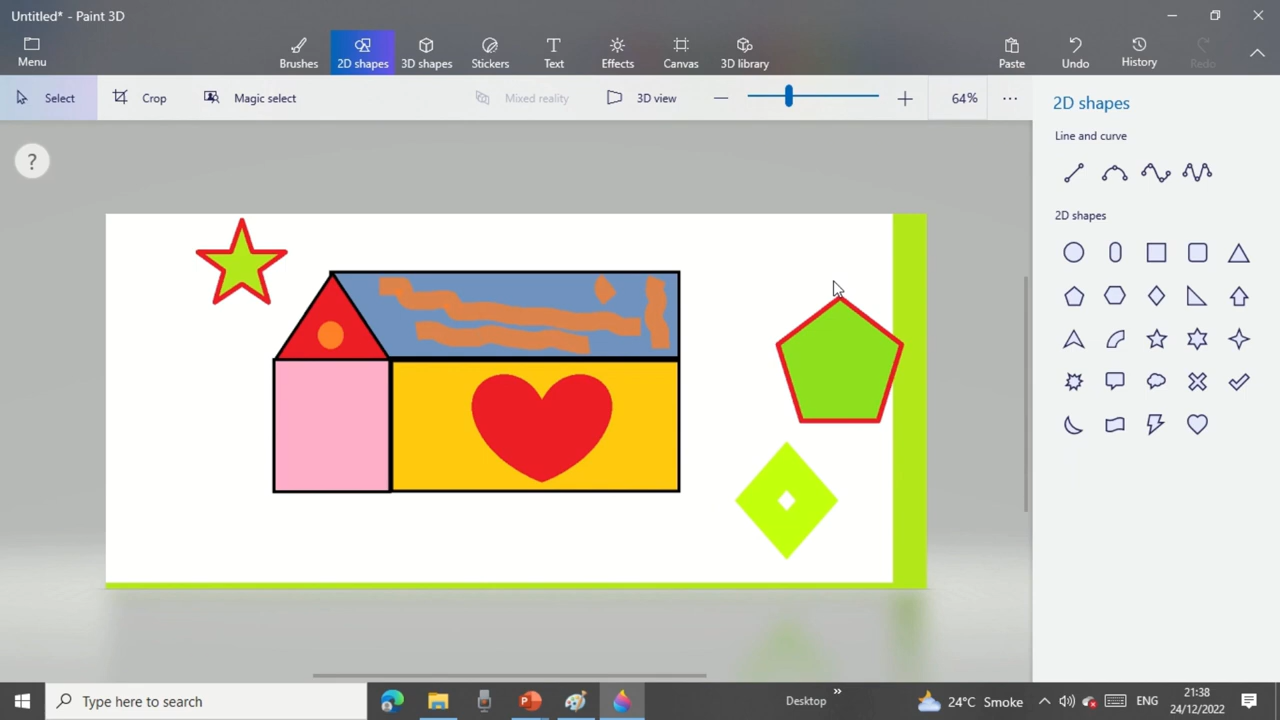 Untitled* - Paint 3D
Menu
Brushes
2D shapes
3D shapes
Stickers
Text
Effects
Canvas
3D library
Paste
Undo
History
Redo
Select
Crop
Magic select
Mixed reality
3D view
64%
2D shapes
Line and curve
2D shapes
?
Type here to search
Desktop
24°C Smoke
ENG
21:38
24/12/2022